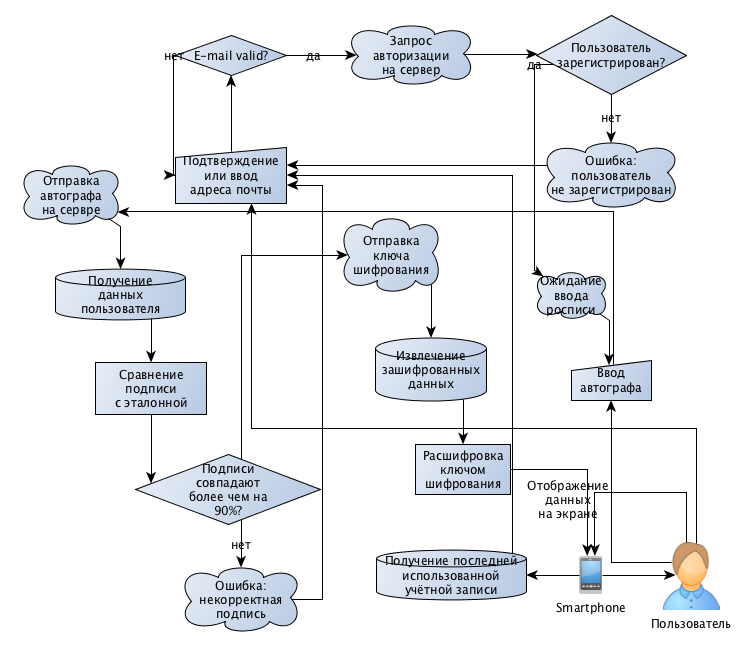 нет
E-mail valid?
да
Запрос
авторизации
на сервер
Пользователь
зарегистрирован?
да
нет
Подтверждение
или ввод
адреса почты
Ошибка:
пользователь
не зарегистрирован
Отправка
автографа
на сервре
Отправка
ключа
шифрования
Получение
данных
пользователя
Ожидание
ввода
росписи
Извлечение
зашифрованных
данных
Сравнение
подписи
с эталонной
Ввод
автографа
Подписи
совпадают
более чем на
90%?
Расшифровка
ключом
шифрования
Отображение
данных
на экране
нет
Ошибка:
некорректная
подпись
Получение последней
использованной
учётной записи
Smartphone
Пользователь